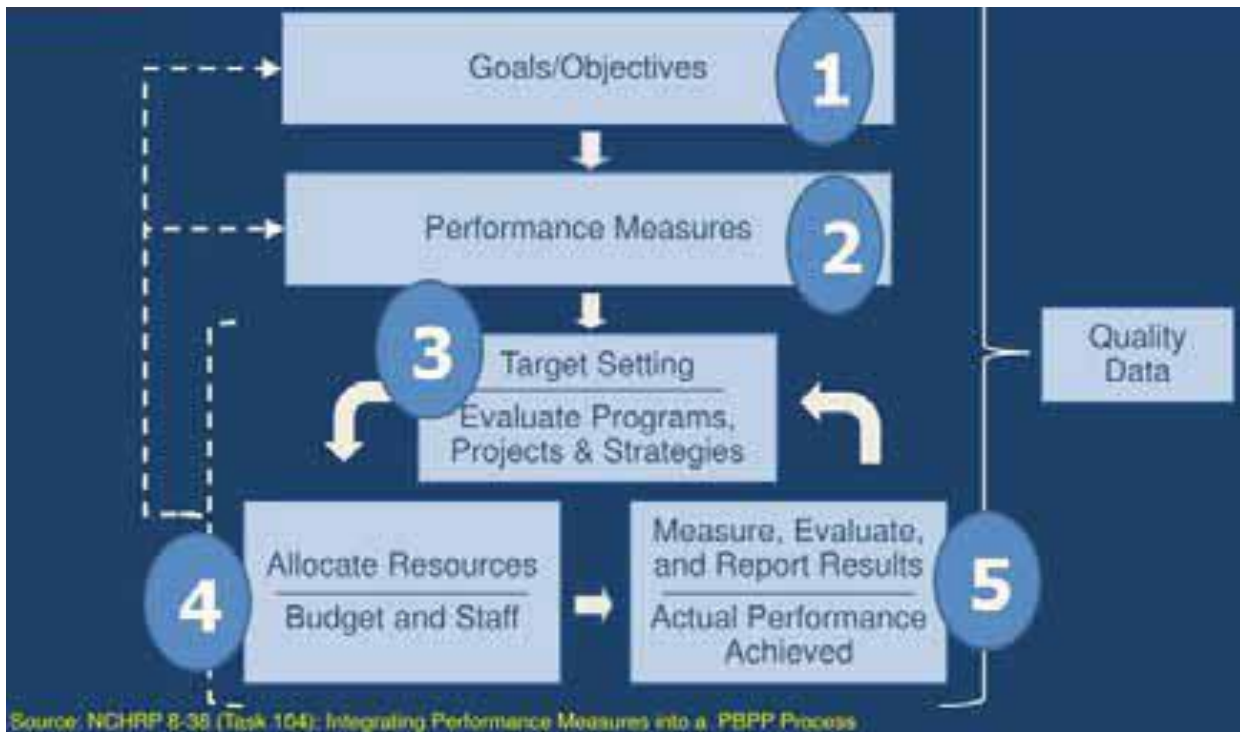 Goals/Objectives
1
Performance Measures
2
3
Target Setting
Evaluate Programs,
Projects & Strategies
Quality
Data
4
Allocate Resources
Budget and Staff
Measure, Evaluate,
and Report Results
Actual Performance
Achieved
5
Source: NCHRP 8-36 (Task 104): Integrating Performance Measures into a PBPP Process